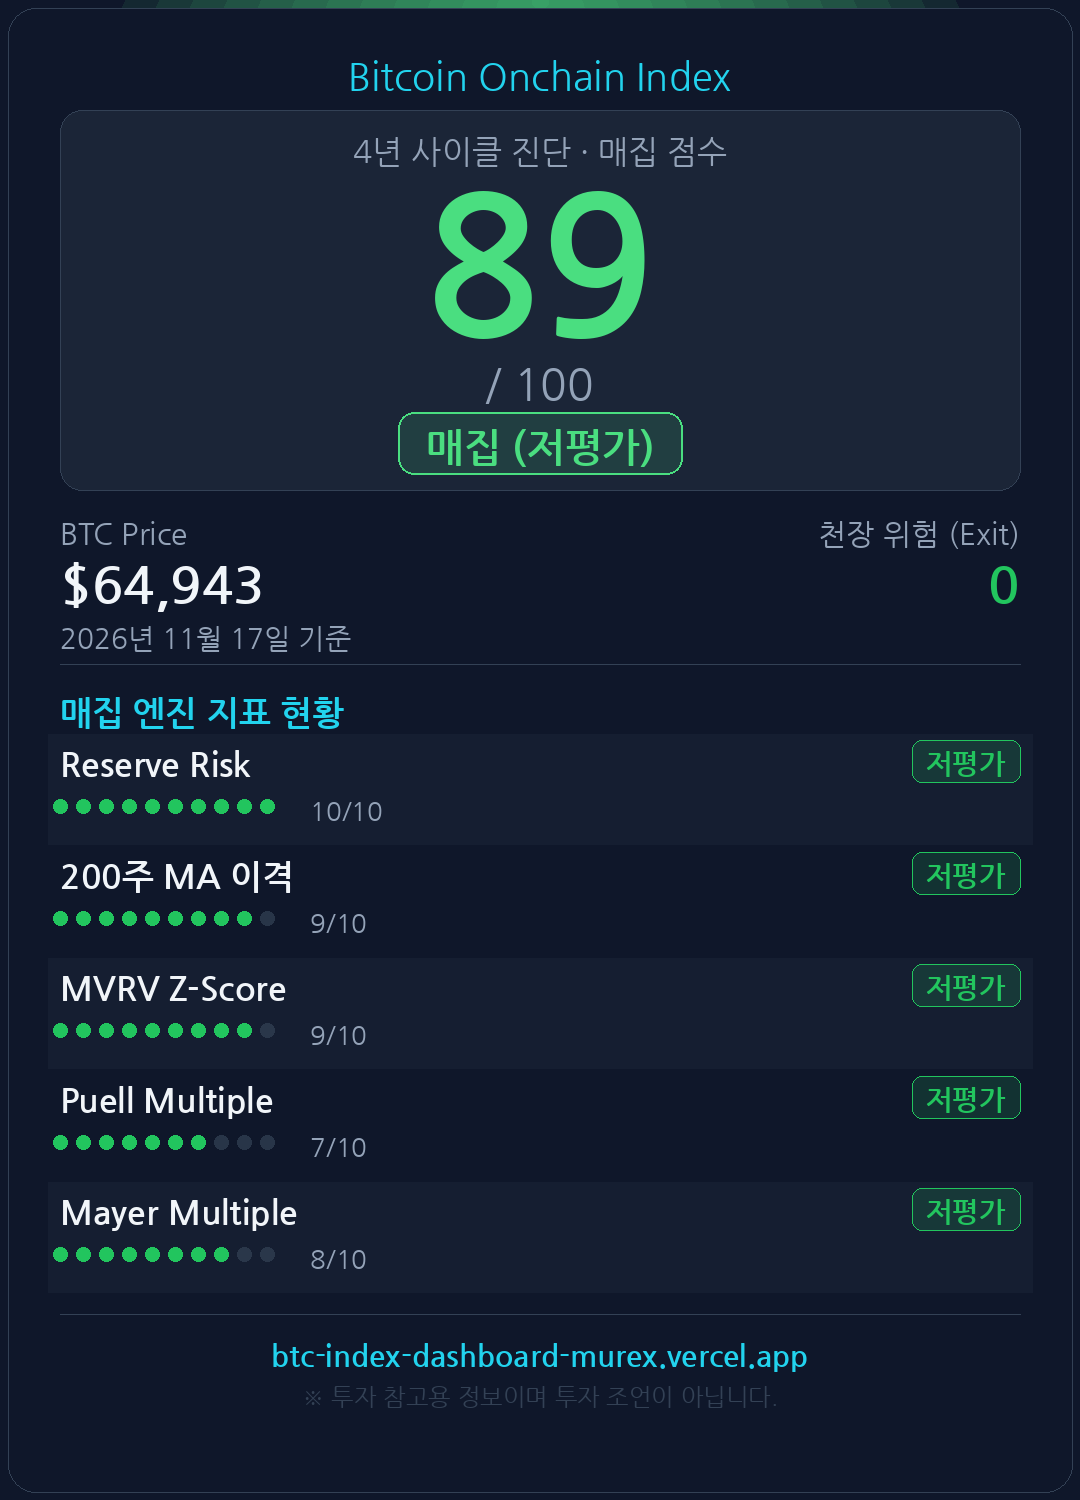 Bitcoin Onchain Index
4년 사이클 진단 · 매집 점수
89
/ 100
매집 (저평가)
BTC Price
천장 위험 (Exit)
$64,943
0
2026년 11월 17일 기준
매집 엔진 지표 현황
Reserve Risk
저평가
10/10
200주 MA 이격
저평가
9/10
MVRV Z-Score
저평가
9/10
Puell Multiple
저평가
7/10
Mayer Multiple
저평가
8/10
btc-index-dashboard-murex.vercel.app
※ 투자 참고용 정보이며 투자 조언이 아닙니다.